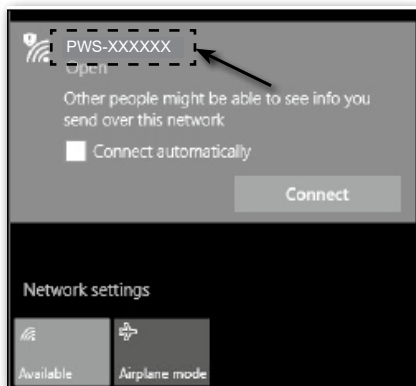 PWS-XXXXXX
Open
Other people might be able to see info you
send over this network
Connect automatically
Connect
Network settings
Available
Airplane mode